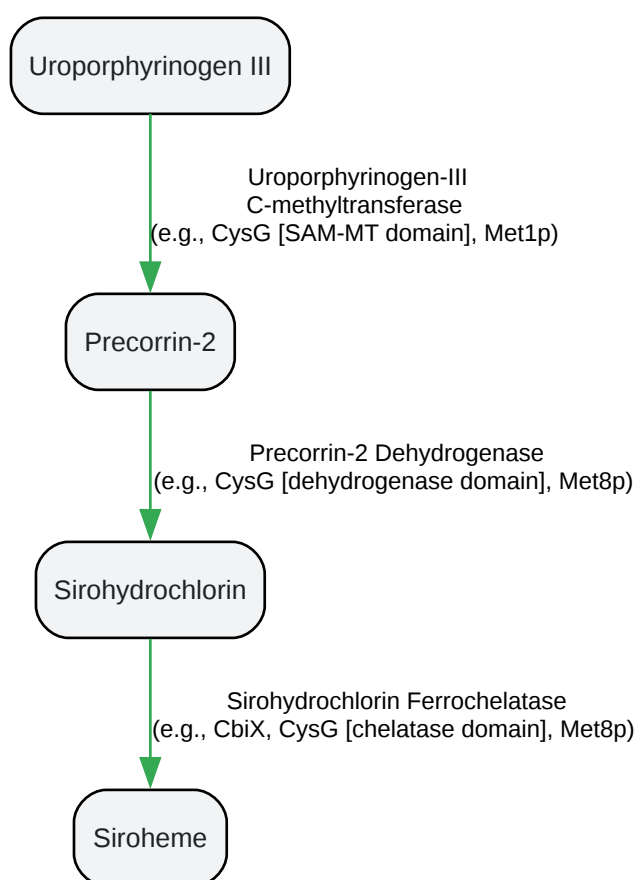 Uroporphyrinogen III
Uroporphyrinogen-III
C-methyltransferase
(e.g., CysG [SAM-MT domain], Met1p)
Precorrin-2
Precorrin-2 Dehydrogenase
(e.g., CysG [dehydrogenase domain], Met8p)
Sirohydrochlorin
Sirohydrochlorin Ferrochelatase
(e.g., CbiX, CysG [chelatase domain], Met8p)
Siroheme